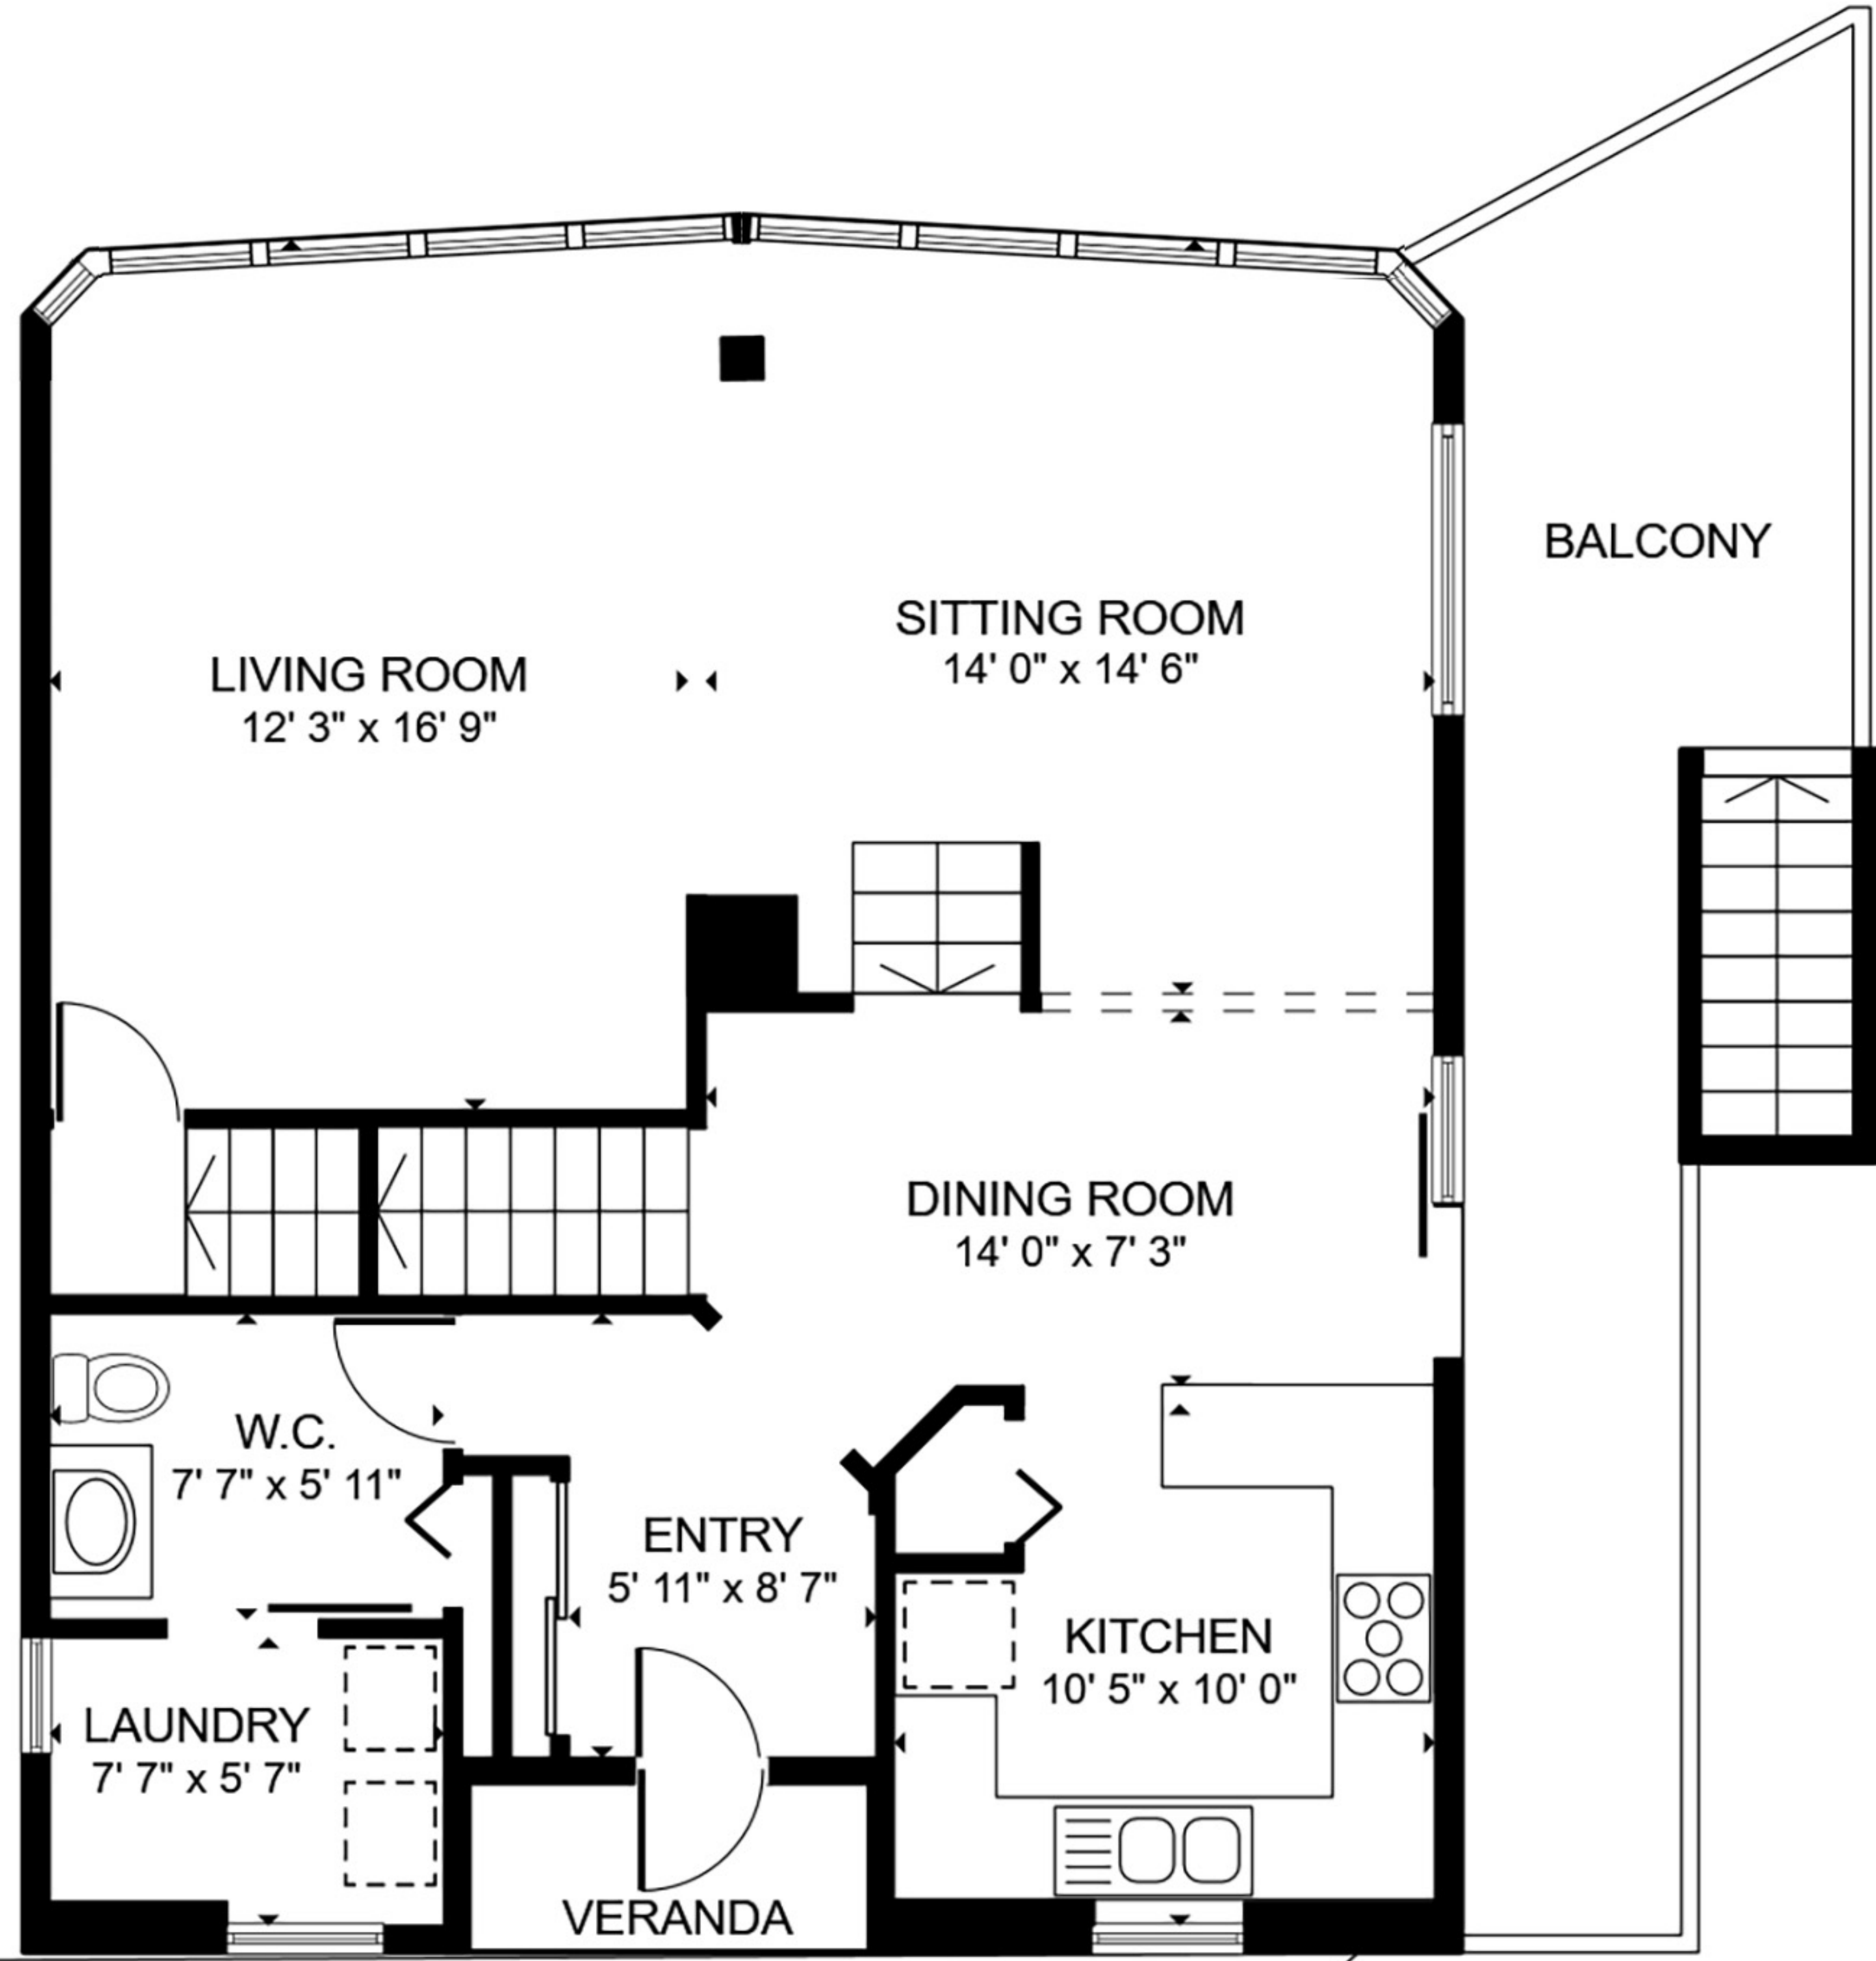 BALCONY
SITTING ROOM
14' 0" x 14' 6"
LIVING ROOM
12' 3" x 16' 9"
DINING ROOM
14' 0" x 7' 3"
W.C.
7' 7" x 5' 11"
ENTRY
5' 11" x 8' 7"
KITCHEN
10' 5" x 10' 0"
LAUNDRY
7' 7" x 5' 7"
VERANDA